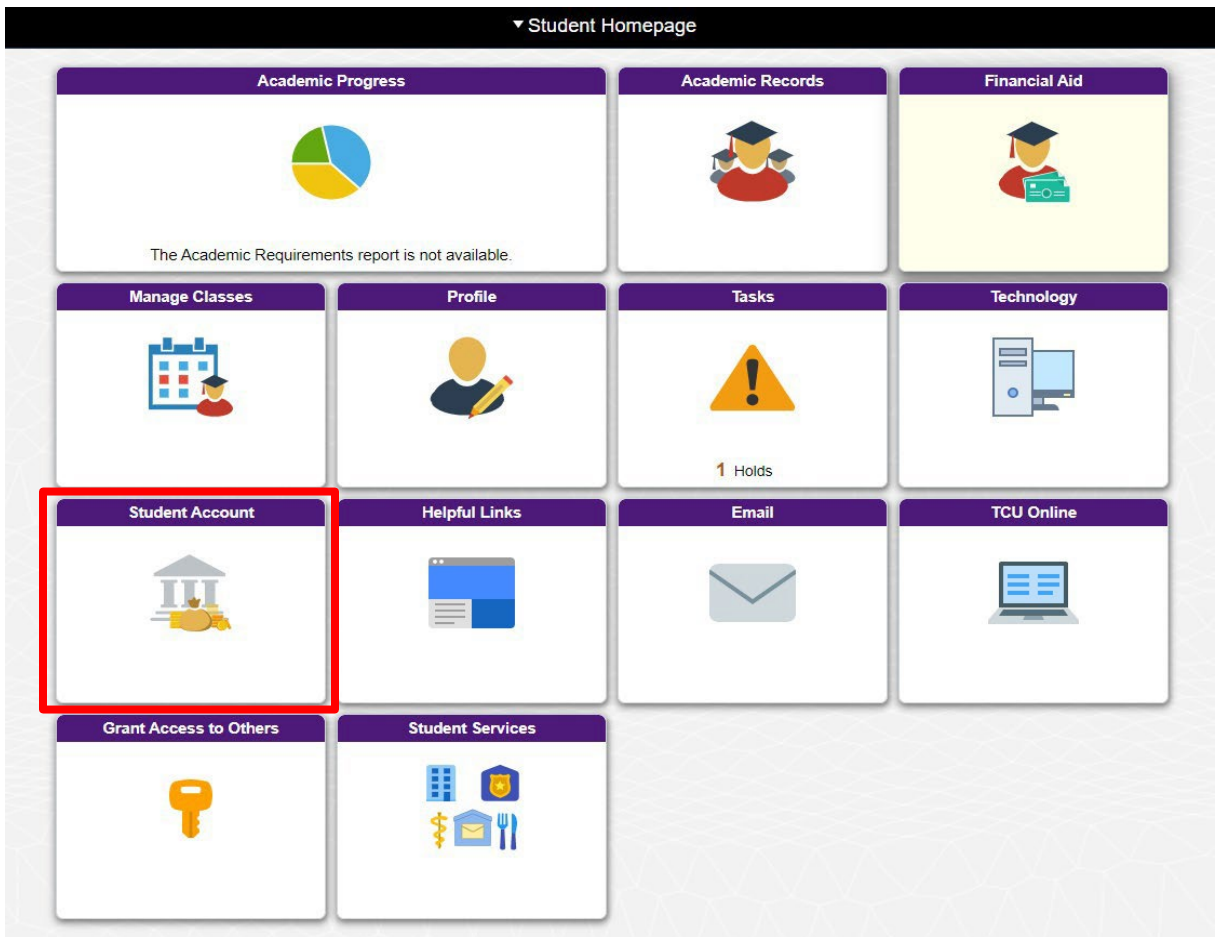 ▼ Student Homepage
Academic Progress
Academic Records
Financial Aid
The Academic Requirements report is not available.
Manage Classes
Profile
Tasks
Technology
1 Holds
Student Account
Helpful Links
Email
TCU Online
Grant Access to Others
Student Services